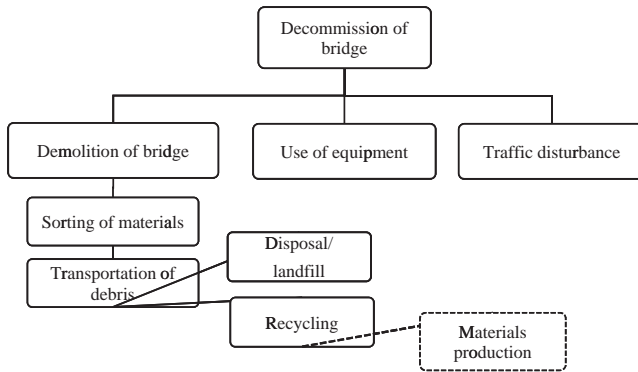 Decommission of
bridge
Demolition of bridge
Use of equipment
Traffic disturbance
Sorting of materials
Transportation of
debris
Disposal/
landfill
Recycling
Materials
production